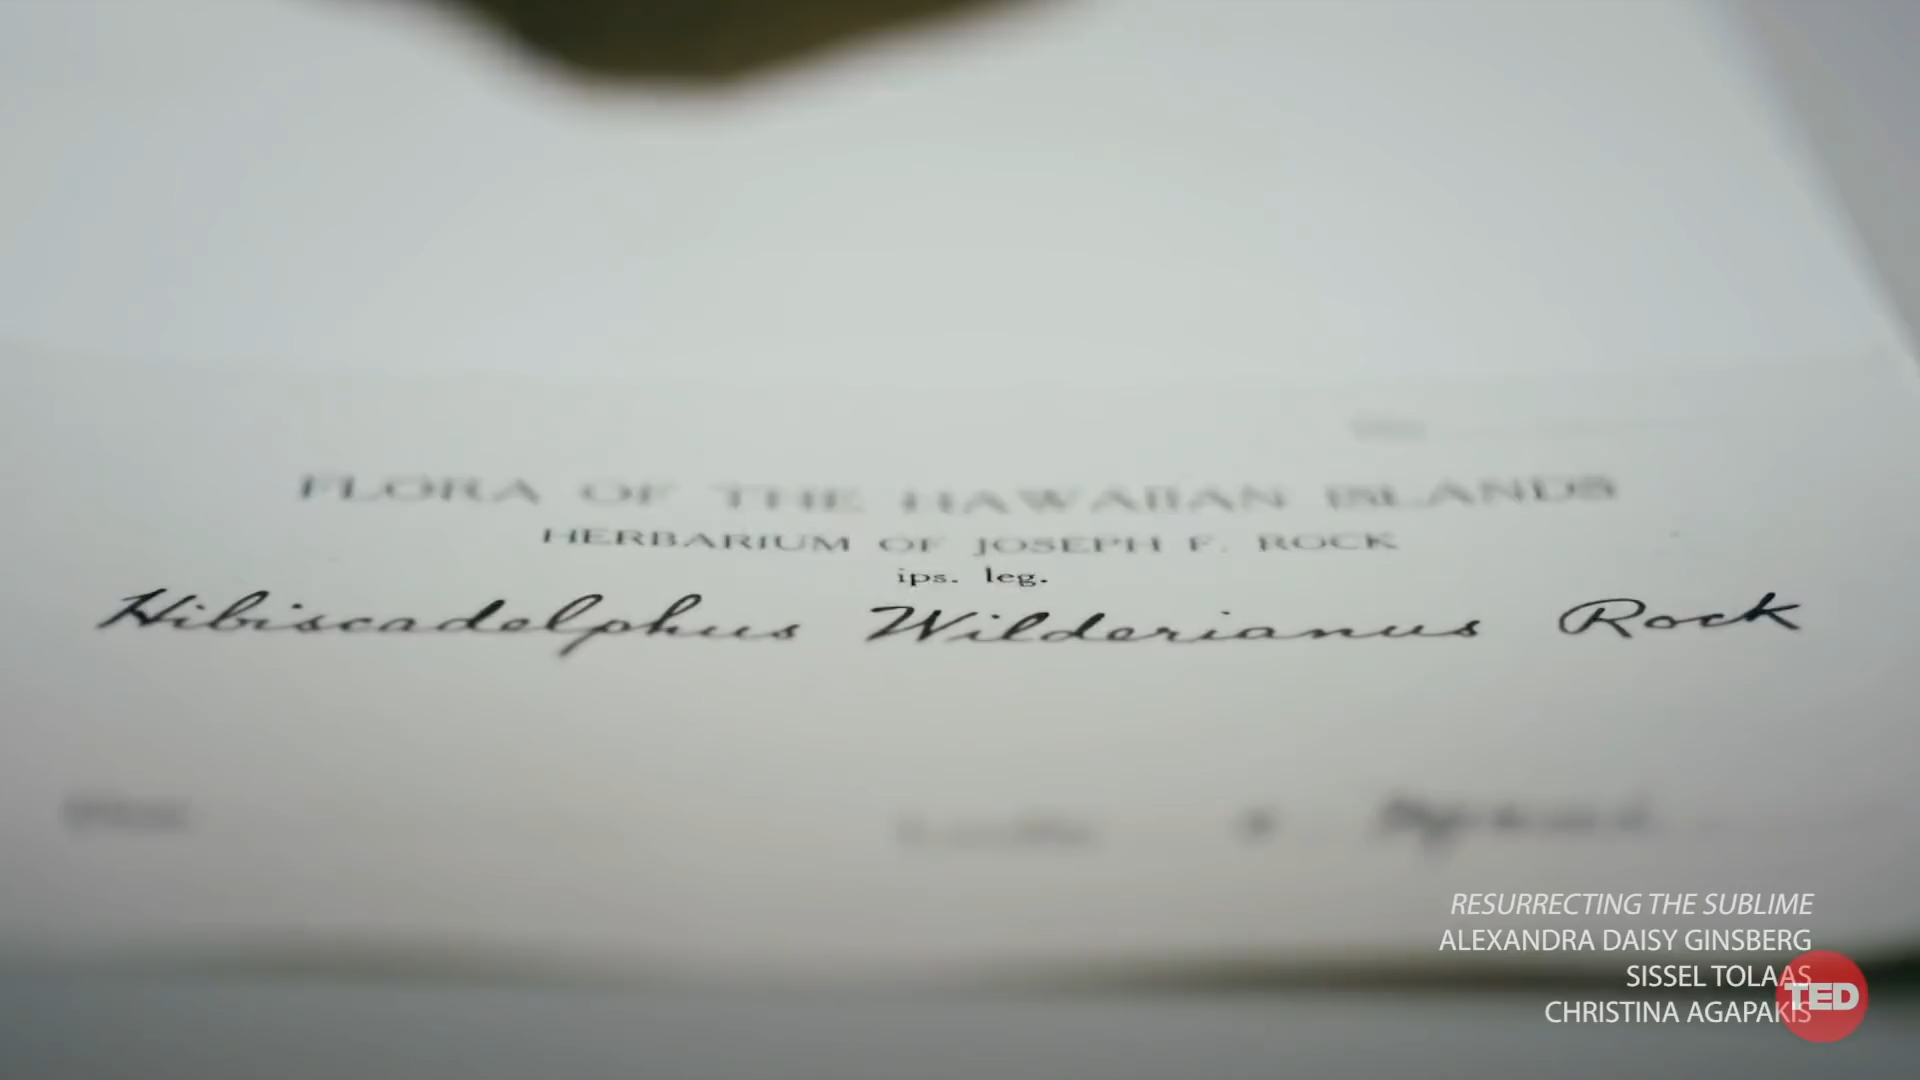 FLORA OF THE HAWAIIAN ISLANDS
HERBARIUM OF JOSEPH F. ROCK
ips. leg.
Hibiscadelphus Wilderianus Rock
RESURRECTING THE SUBLIME
ALEXANDRA DAISY GINSBERG
SISSEL TOLAAS
CHRISTINA AGAPAKIS
TED